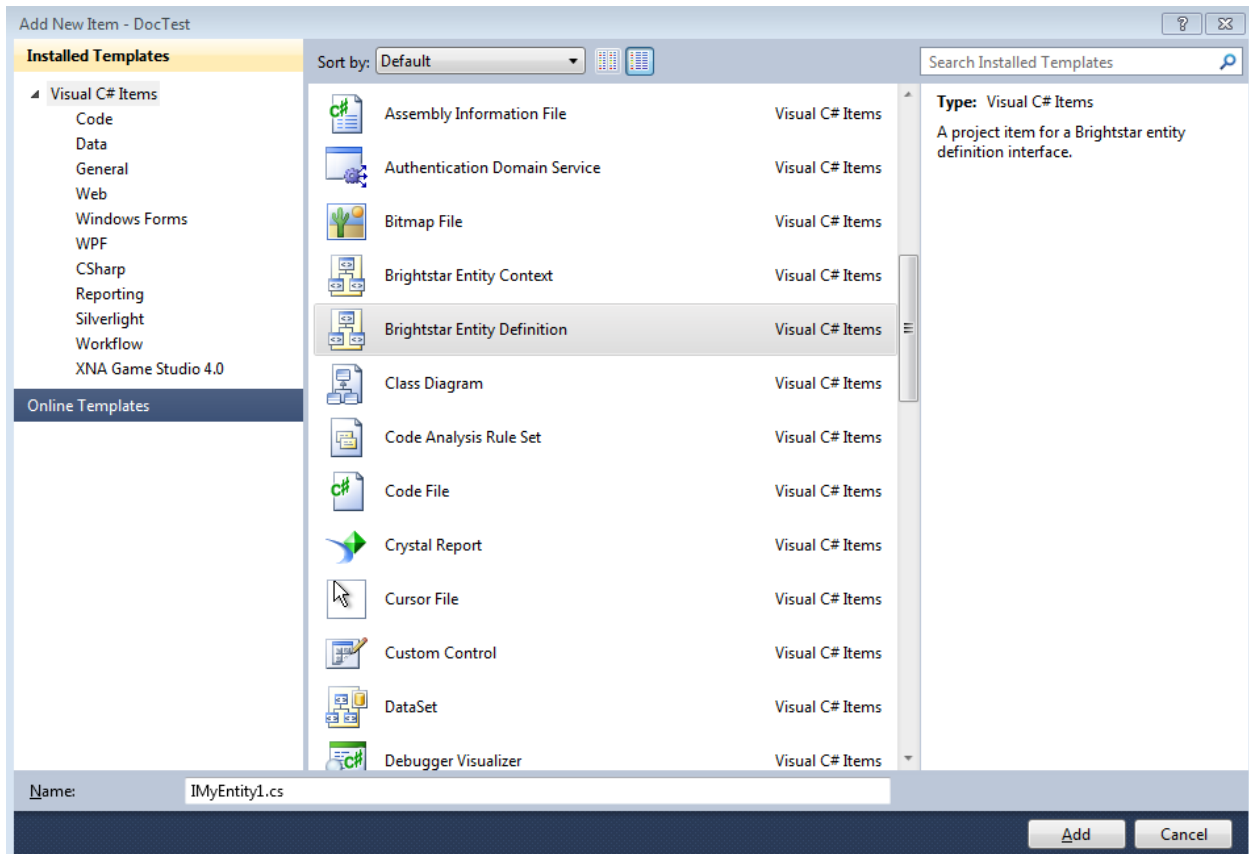 Add New Item - DocTest
Installed Templates
Visual C# Items
Code
Data
General
Web
Windows Forms
WPF
CSharp
Reporting
Silverlight
Workflow
XNA Game Studio 4.0
Online Templates
Sort by: Default
Assembly Information File Visual C# Items
Authentication Domain Service Visual C# Items
Bitmap File Visual C# Items
Brightstar Entity Context Visual C# Items
Brightstar Entity Definition Visual C# Items
Class Diagram Visual C# Items
Code Analysis Rule Set Visual C# Items
Code File Visual C# Items
Crystal Report Visual C# Items
Cursor File Visual C# Items
Custom Control Visual C# Items
DataSet Visual C# Items
Debugger Visualizer Visual C# Items
Search Installed Templates
Type: Visual C# Items
A project item for a Brightstar entity
definition interface.
Name: IMyEntity1.cs
Add Cancel